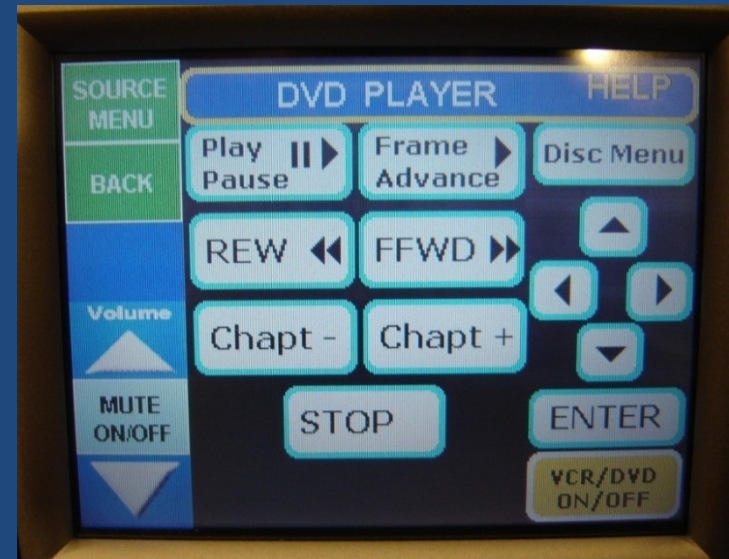 SOURCE
MENU
BACK
DVD PLAYER
HELP
Play
Pause
Frame
Advance
Disc Menu
REW
FFWD
Chapt -
Chapt +
Volume
MUTE
ON/OFF
STOP
ENTER
VCR/DVD
ON/OFF